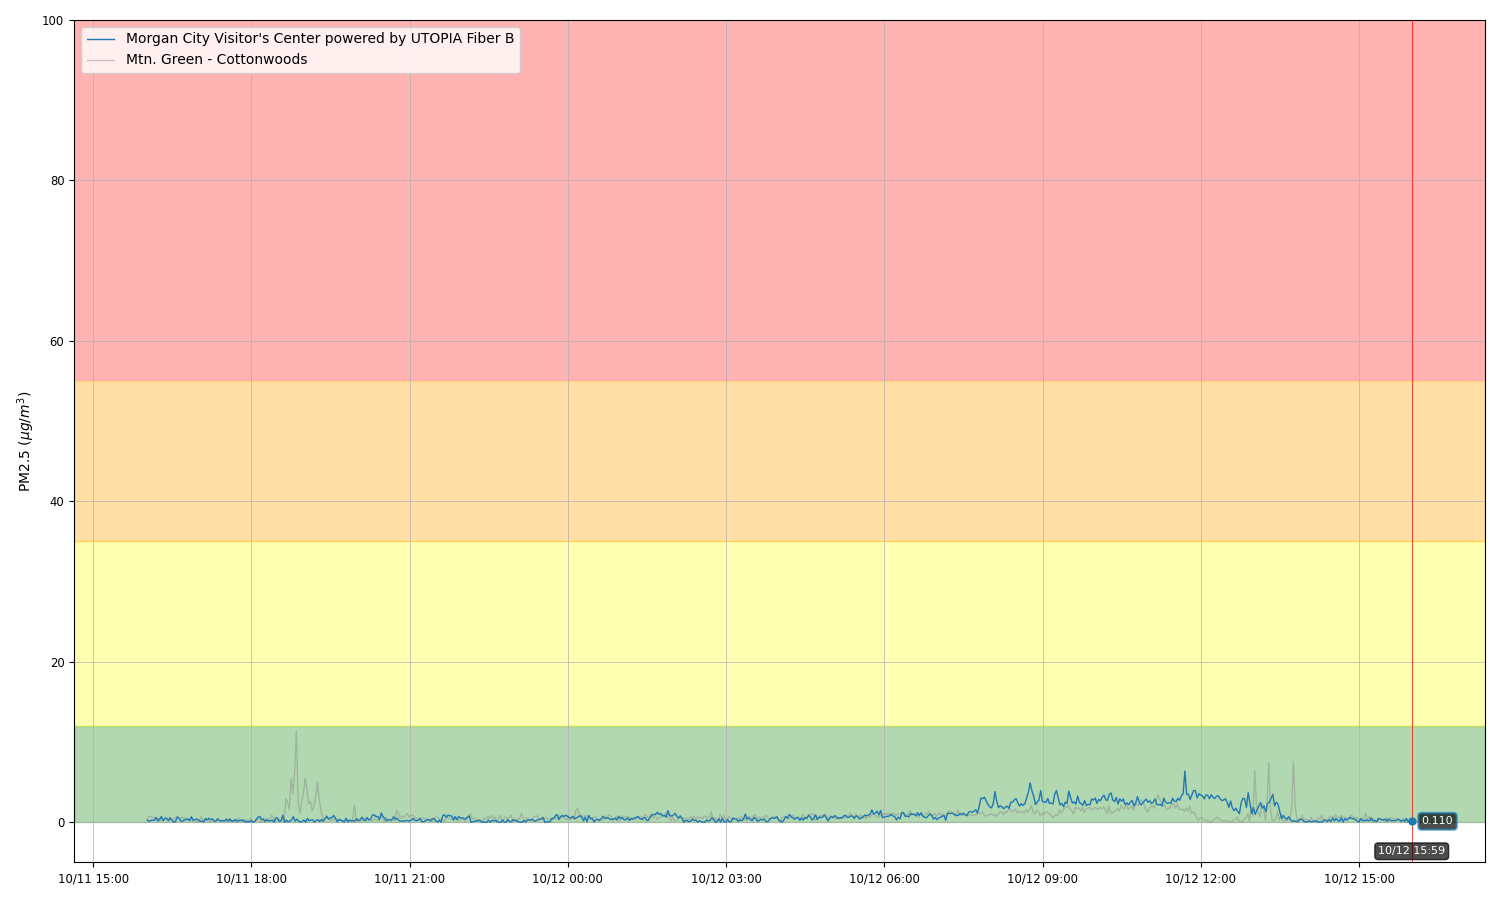 100
Morgan City Visitor's Center powered by UTOPIA Fiber B
Mtn. Green - Cottonwoods
80
60
PM2.5 (μg/m³)
40
20
0
0.110
10/12 15:59
10/11 15:00 10/11 18:00 10/11 21:00 10/12 00:00 10/12 03:00 10/12 06:00 10/12 09:00 10/12 12:00 10/12 15:00